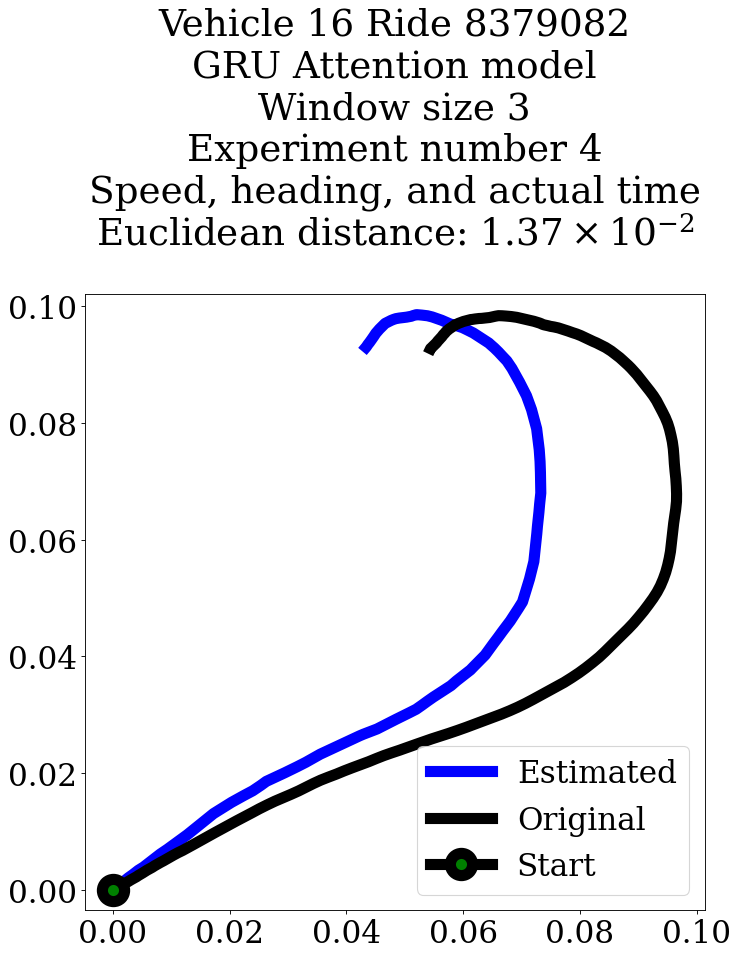 Vehicle 16 Ride 8379082
GRU Attention model
Window size 3
Experiment number 4
Speed, heading, and actual time
Euclidean distance: 1.37 × 10⁻²
0.10
0.08
0.06
0.04
0.02
0.00
Estimated
Original
Start
0.00 0.02 0.04 0.06 0.08 0.10